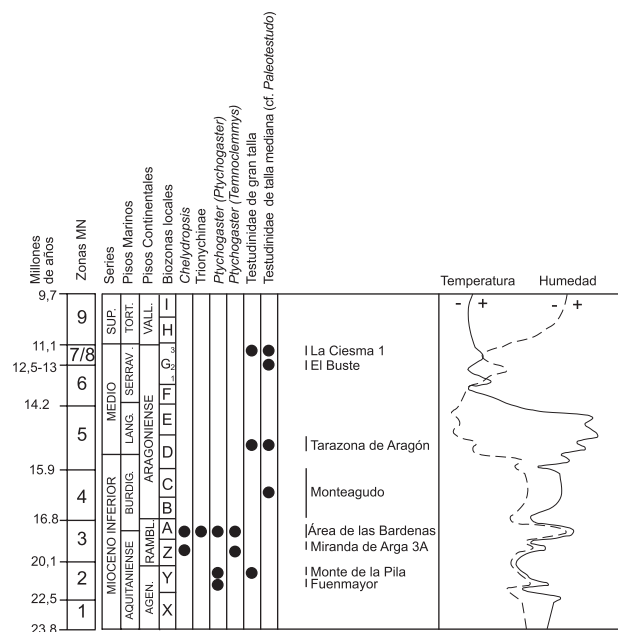 Millones
de años
Zonas MN
Series
Pisos Marinos
Pisos Continentales
Biozonas locales
Chelydropsis
Trionychinae
Ptychogaster (Ptychogaster)
Ptychogaster (Temnoclemmys)
Testudinidae de gran talla
Testudinidae de talla mediana (cf. Paleotestudo)
Temperatura
Humedad
- +
- +
9,7
11,1
12,5-13
14.2
15.9
16.8
20,1
22,5
23.8
9
7/8
6
5
4
3
2
1
SUP.
MEDIO
MIOCENO INFERIOR
TORT.
SERRAV.
LANG.
BURDIG.
AQUITANIENSE
VALL.
ARAGONIENSE
RAMBL.
AGEN.
I
H
3
G2
1
F
E
D
C
B
A
Z
Y
X
La Ciesma 1
El Buste
Tarazona de Aragón
Monteagudo
Área de las Bardenas
Miranda de Arga 3A
Monte de la Pila
Fuenmayor